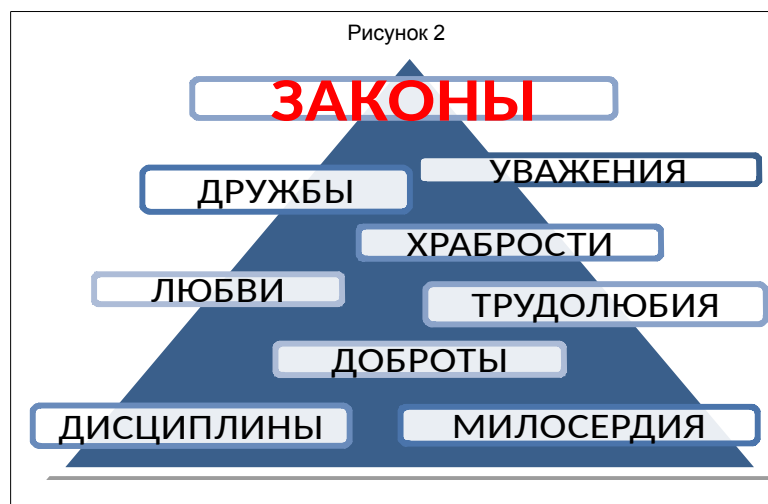 Рисунок 2
ЗАКОНЫ
УВАЖЕНИЯ
ДРУЖБЫ
ХРАБРОСТИ
ЛЮБВИ
ТРУДОЛЮБИЯ
ДОБРОТЫ
ДИСЦИПЛИНЫ
МИЛОСЕРДИЯ